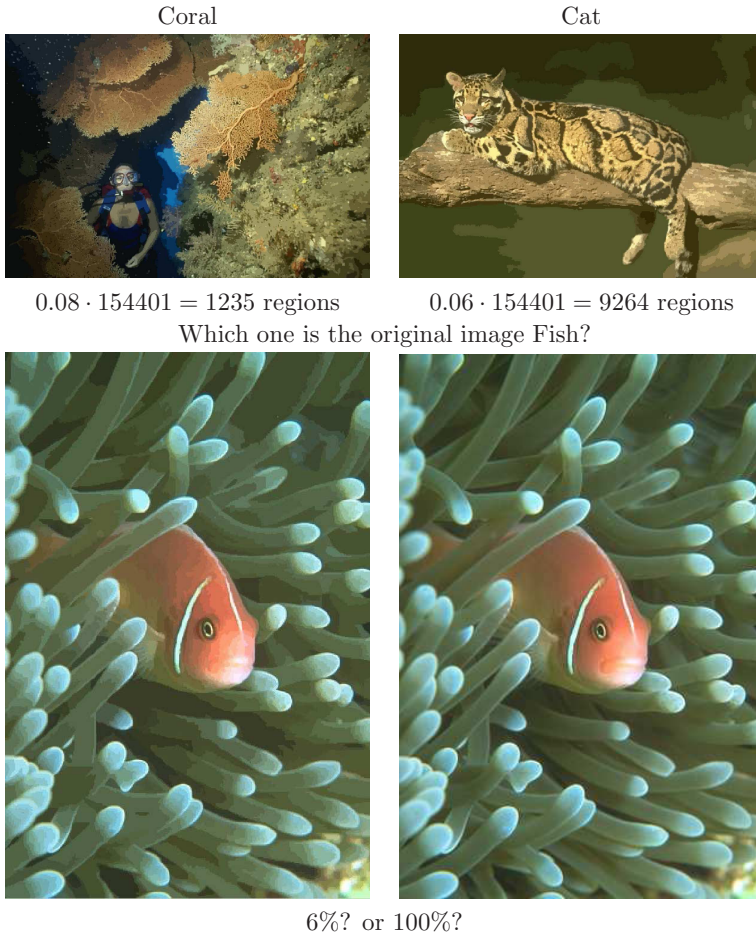 Coral Cat
0.08 · 154401 = 1235 regions 0.06 · 154401 = 9264 regions
Which one is the original image Fish?
6%? or 100%?